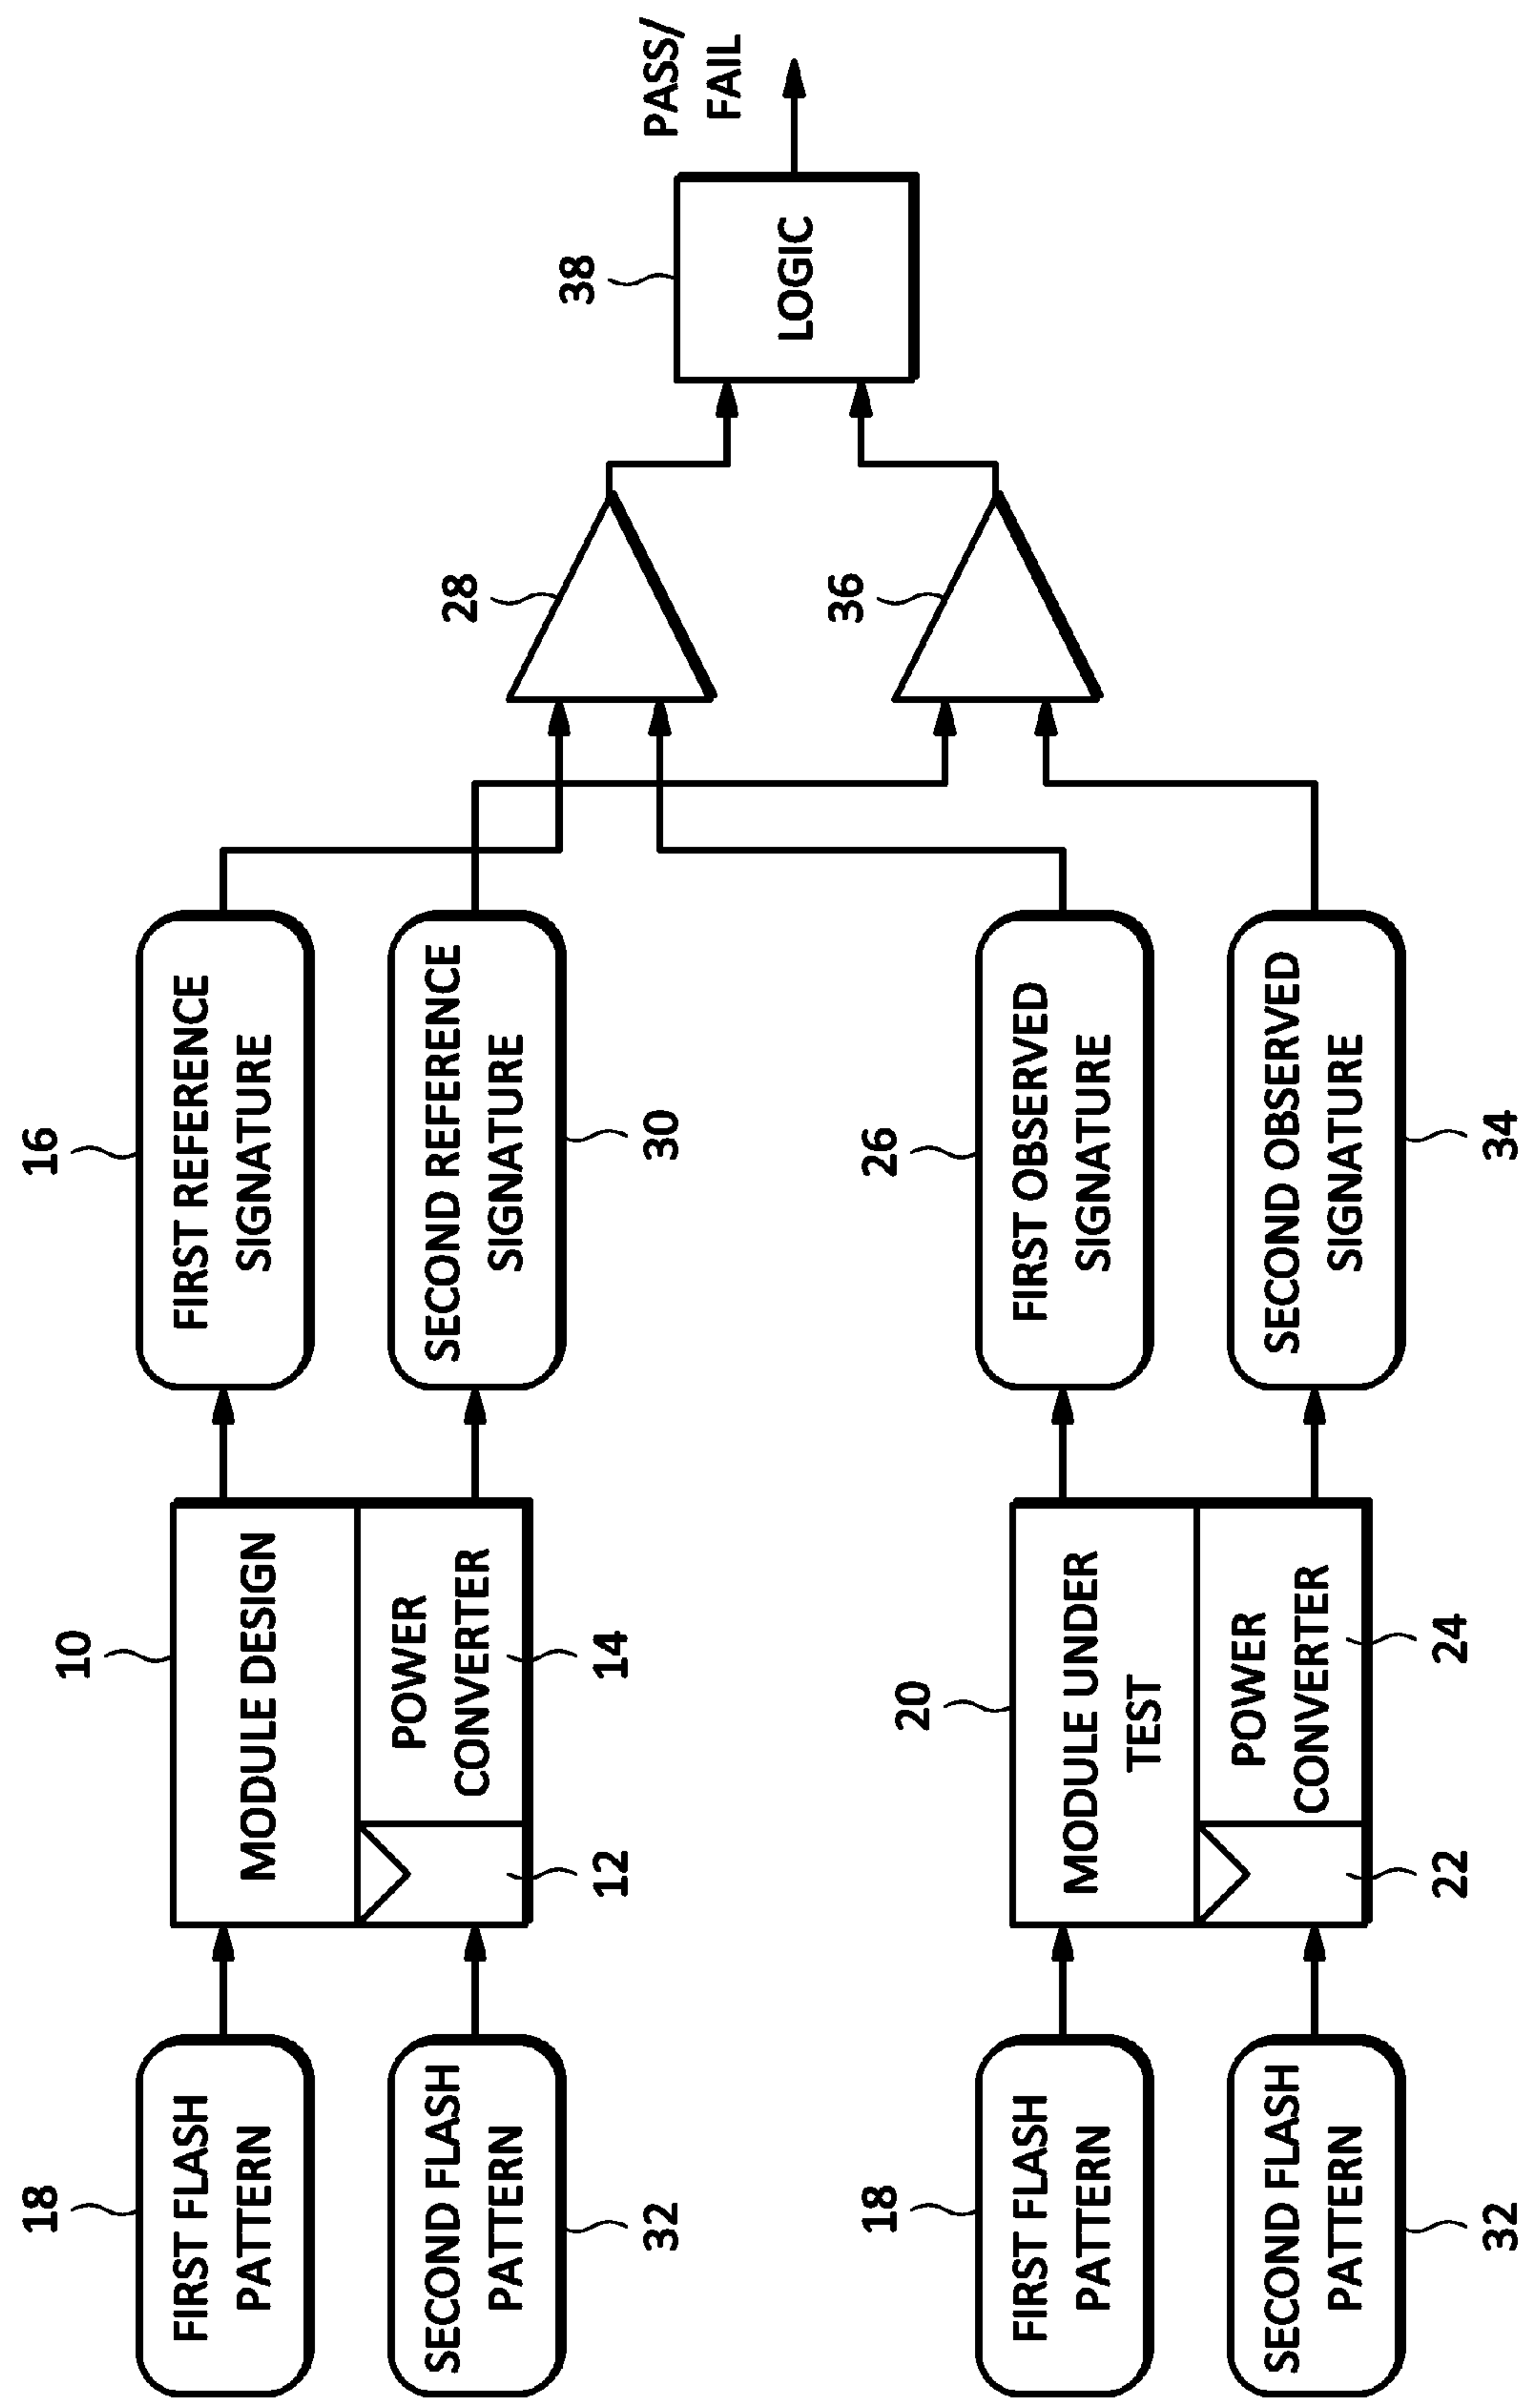 18
FIRST FLASH
PATTERN
SECOND FLASH
PATTERN
32
10
MODULE DESIGN
POWER
CONVERTER
12
14
16
FIRST REFERENCE
SIGNATURE
SECOND REFERENCE
SIGNATURE
30
18
FIRST FLASH
PATTERN
SECOND FLASH
PATTERN
32
20
MODULE UNDER
TEST
POWER
CONVERTER
22
24
26
FIRST OBSERVED
SIGNATURE
SECOND OBSERVED
SIGNATURE
34
28
36
38
LOGIC
PASS/
FAIL